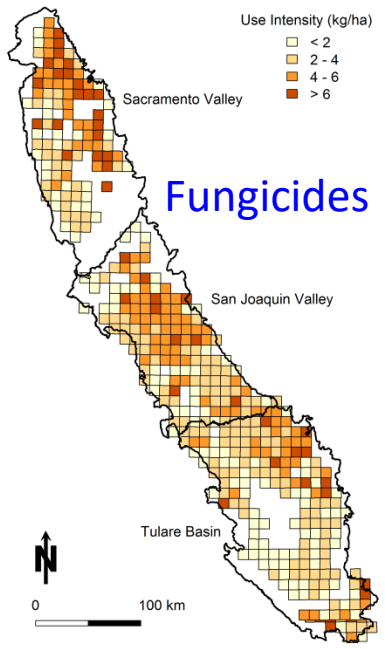 Use Intensity (kg/ha)
< 2
2 - 4
4 - 6
> 6
Sacramento Valley
Fungicides
San Joaquin Valley
Tulare Basin
N
0 100 km